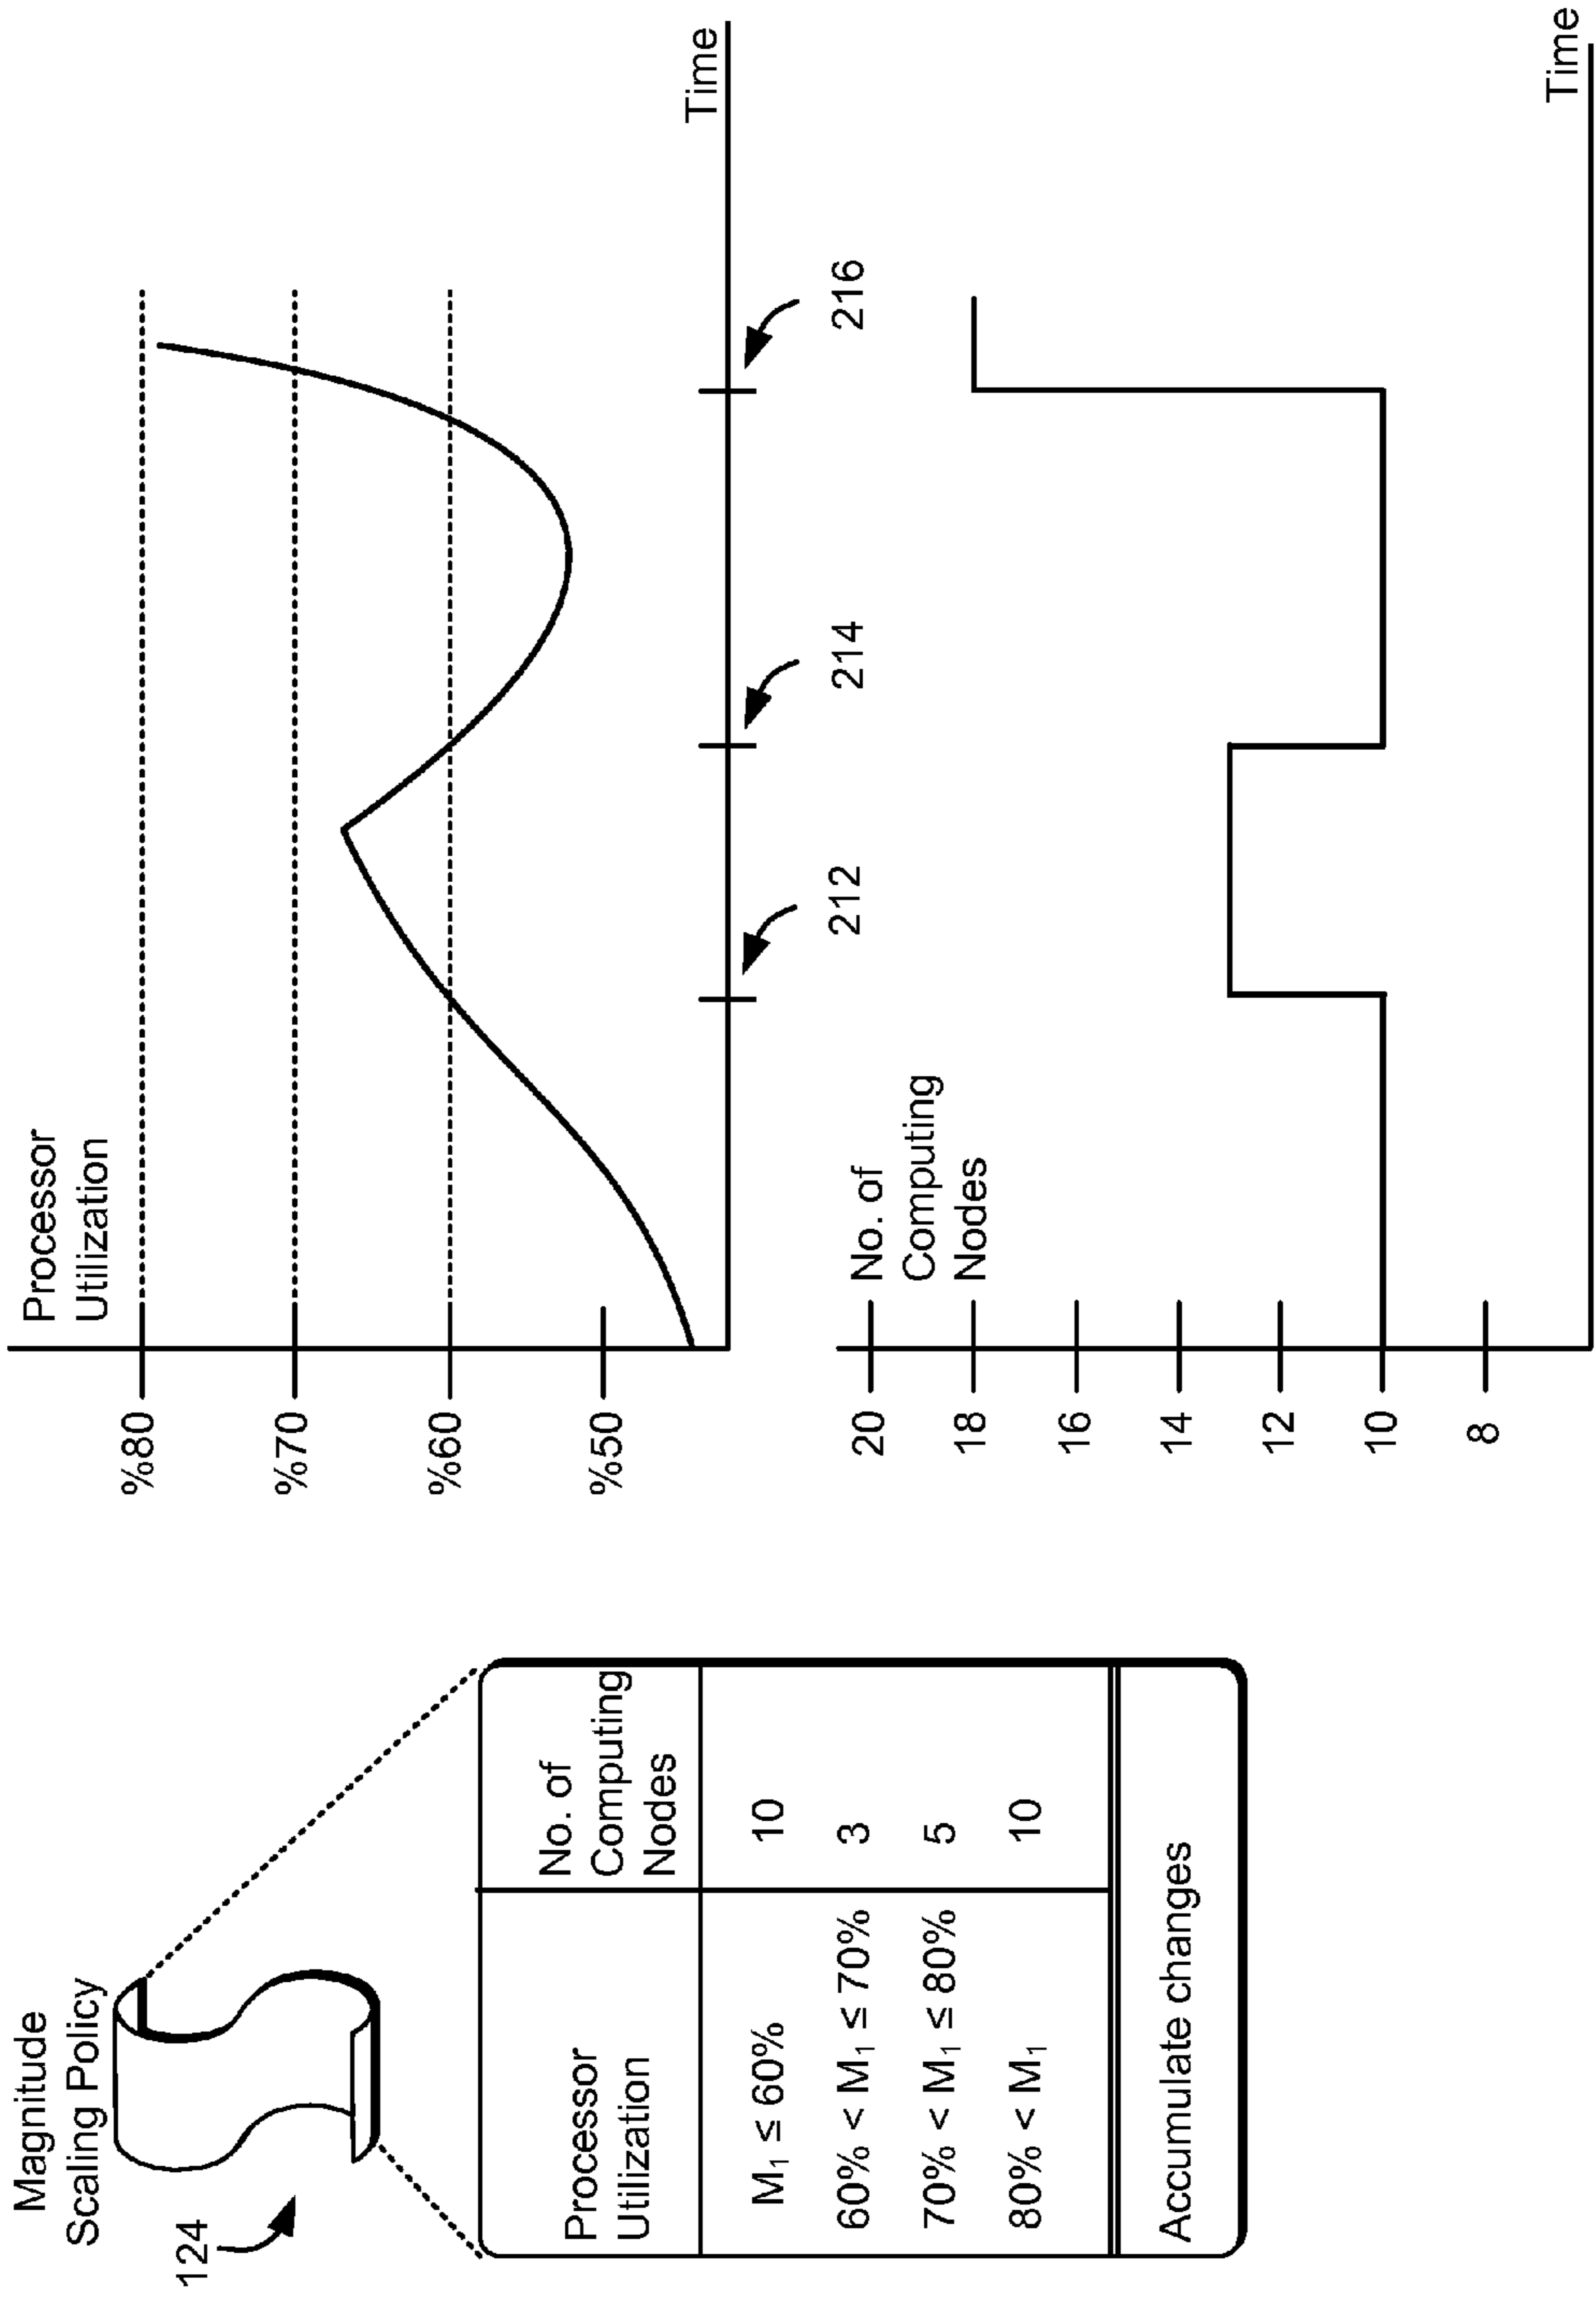 Magnitude
Scaling Policy
124
Processor
Utilization
No. of
Computing
Nodes
M₁ ≤ 60%
10
60% < M₁ ≤ 70%
3
70% < M₁ ≤ 80%
5
80% < M₁
10
Accumulate changes
Processor
Utilization
%80
%70
%60
%50
Time
212
214
216
No. of
Computing
Nodes
20
18
16
14
12
10
8
Time